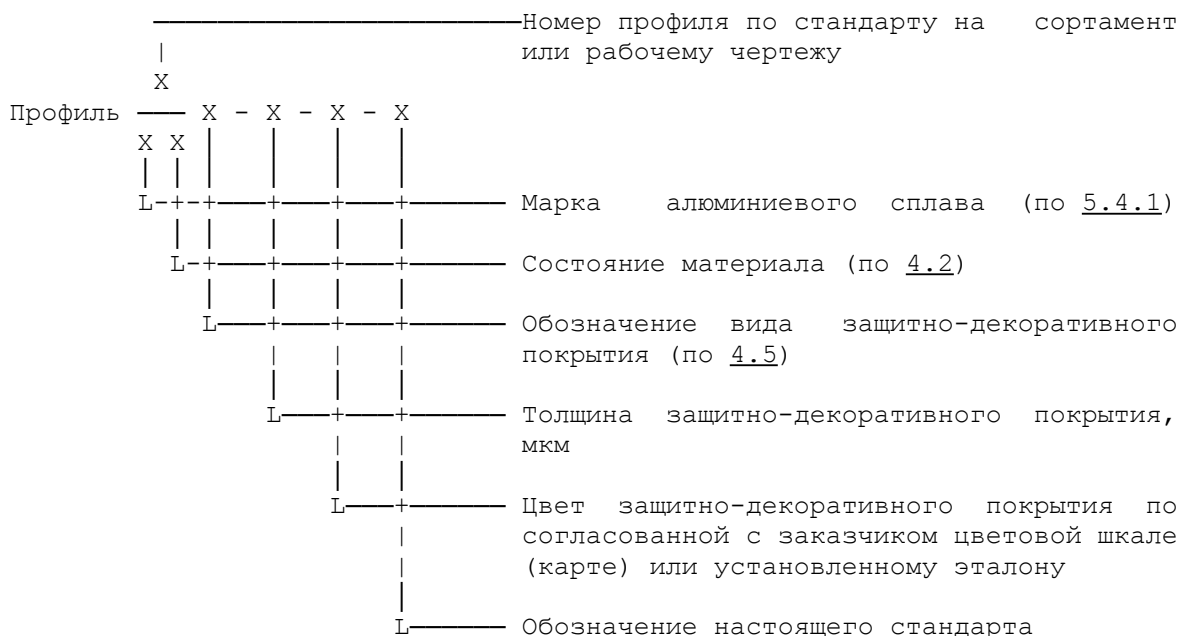 Номер профиля по стандарту на сортамент
или рабочему чертежу
X
Профиль X - X - X - X
X X
Марка алюминиевого сплава (по 5.4.1)
Состояние материала (по 4.2)
Обозначение вида защитно-декоративного
покрытия (по 4.5)
Толщина защитно-декоративного покрытия,
мкм
Цвет защитно-декоративного покрытия по
согласованной с заказчиком цветовой шкале
(карте) или установленному эталону
Обозначение настоящего стандарта